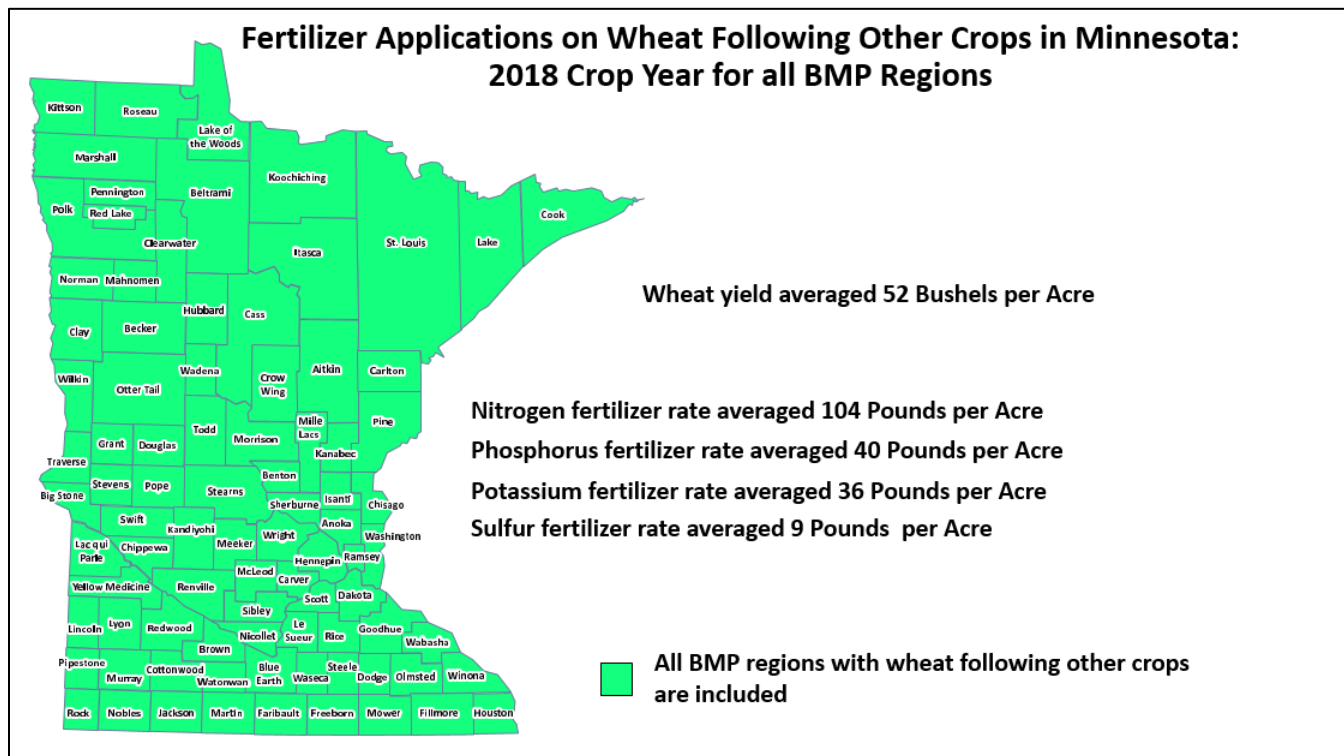 Fertilizer Applications on Wheat Following Other Crops in Minnesota:
2018 Crop Year for all BMP Regions
Kittson
Roseau
Lake of
the Woods
Marshall
Koochiching
Pennington
Beltrami
Polk
Red Lake
Cook
Clearwater
St. Louis
Lake
Itasca
Norman
Mahnomen
Wheat yield averaged 52 Bushels per Acre
Hubbard
Cass
Clay
Becker
Wilkin
Wadena
Aitkin
Carlton
Crow
Wing
Otter Tail
Nitrogen fertilizer rate averaged 104 Pounds per Acre
Mille
Lacs
Pine
Todd
Morrison
Grant
Douglas
Kanabec
Phosphorus fertilizer rate averaged 40 Pounds per Acre
Traverse
Benton
Stevens
Pope
Stearns
Potassium fertilizer rate averaged 36 Pounds per Acre
Big Stone
Isanti
Sherburne
Chisago
Swift
Kandiyohi
Anoka
Sulfur fertilizer rate averaged 9 Pounds per Acre
Wright
Washington
Lac qui
Parle
Chippewa
Meeker
Hennepin
Ramsey
McLeod
Carver
Yellow Medicine
Renville
Scott
Dakota
Sibley
Lincoln
Lyon
Redwood
Nicollet
Le
Sueur
Rice
Goodhue
Wabasha
Brown
Pipestone
Murray
Cottonwood
Watonwan
Blue
Earth
Waseca
Steele
Dodge
Olmsted
Winona
All BMP regions with wheat following other crops
are included
Rock
Nobles
Jackson
Martin
Faribault
Freeborn
Mower
Fillmore
Houston